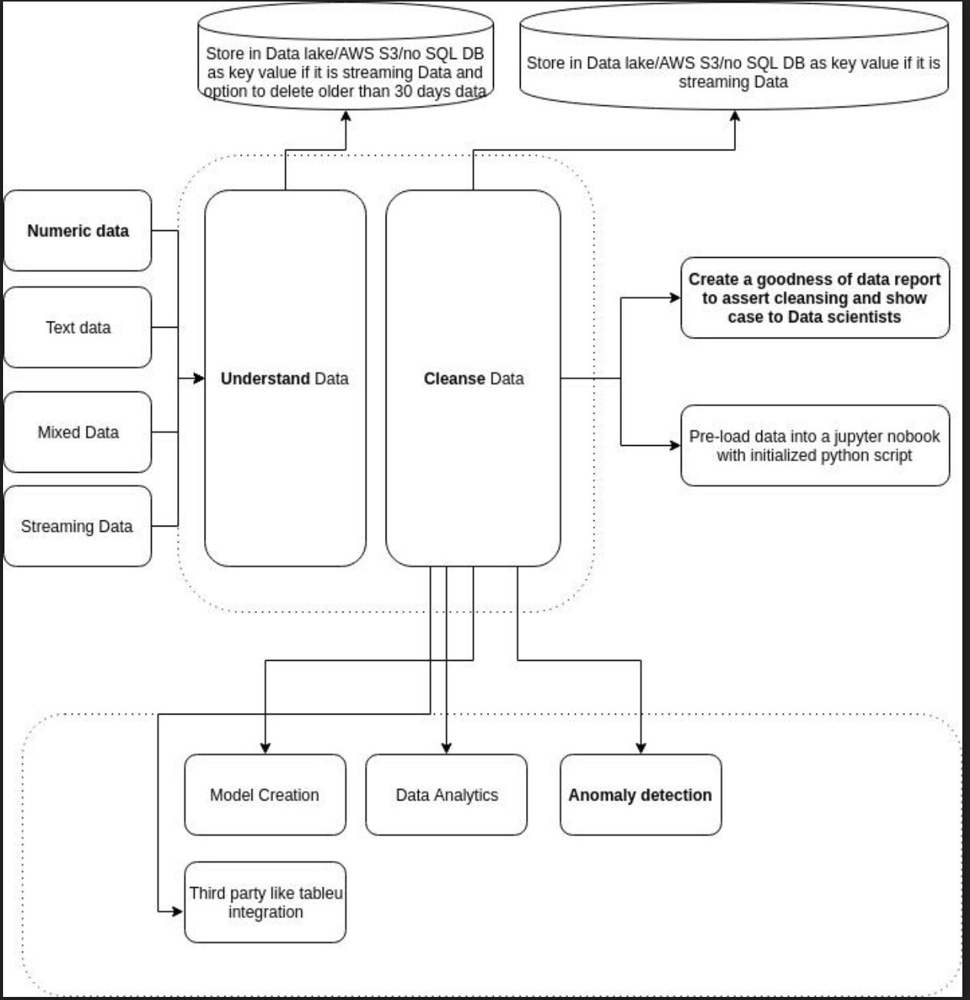 Store in Data lake/AWS S3/no SQL DB
as key value if it is streaming Data and
option to delete older than 30 days data
Store in Data lake/AWS S3/no SQL DB as key value if it is
streaming Data
Numeric data
Text data
Mixed Data
Streaming Data
Understand Data
Cleanse Data
Create a goodness of data report
to assert cleansing and show
case to Data scientists
Pre-load data into a jupyter nobook
with initialized python script
Model Creation
Data Analytics
Anomaly detection
Third party like tableu
integration